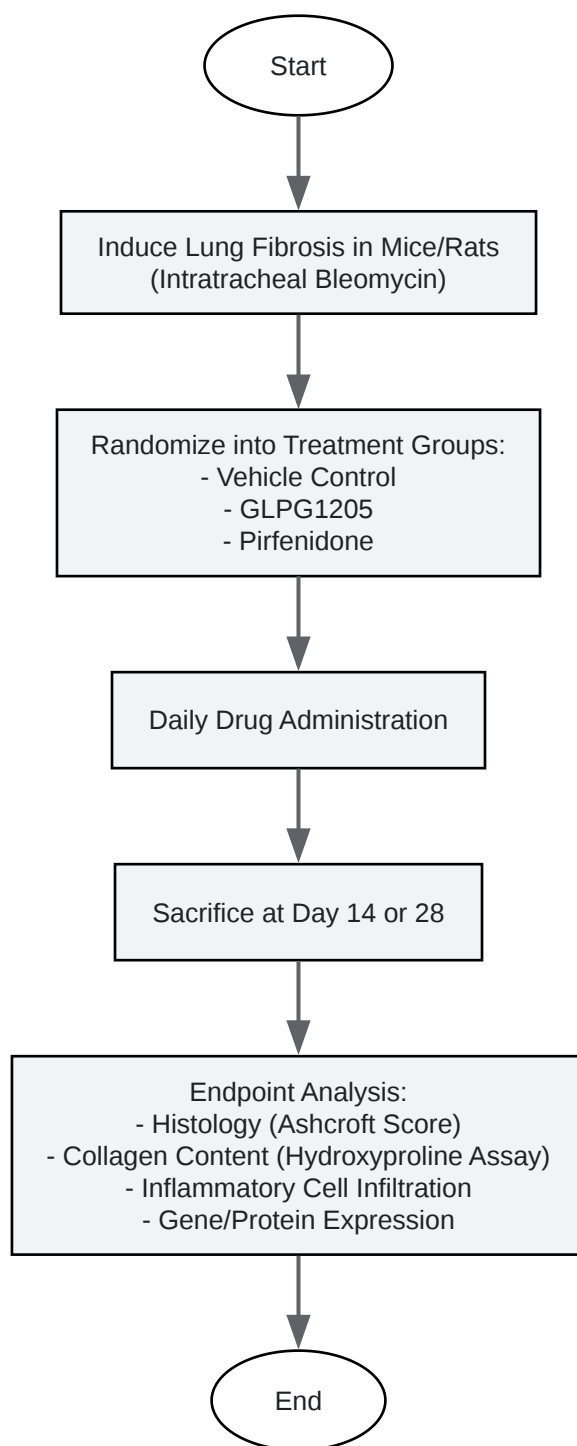 Start
Induce Lung Fibrosis in Mice/Rats
(Intratracheal Bleomycin)
Randomize into Treatment Groups:
- Vehicle Control
- GLPG1205
- Pirfenidone
Daily Drug Administration
Sacrifice at Day 14 or 28
Endpoint Analysis:
- Histology (Ashcroft Score)
- Collagen Content (Hydroxyproline Assay)
- Inflammatory Cell Infiltration
- Gene/Protein Expression
End